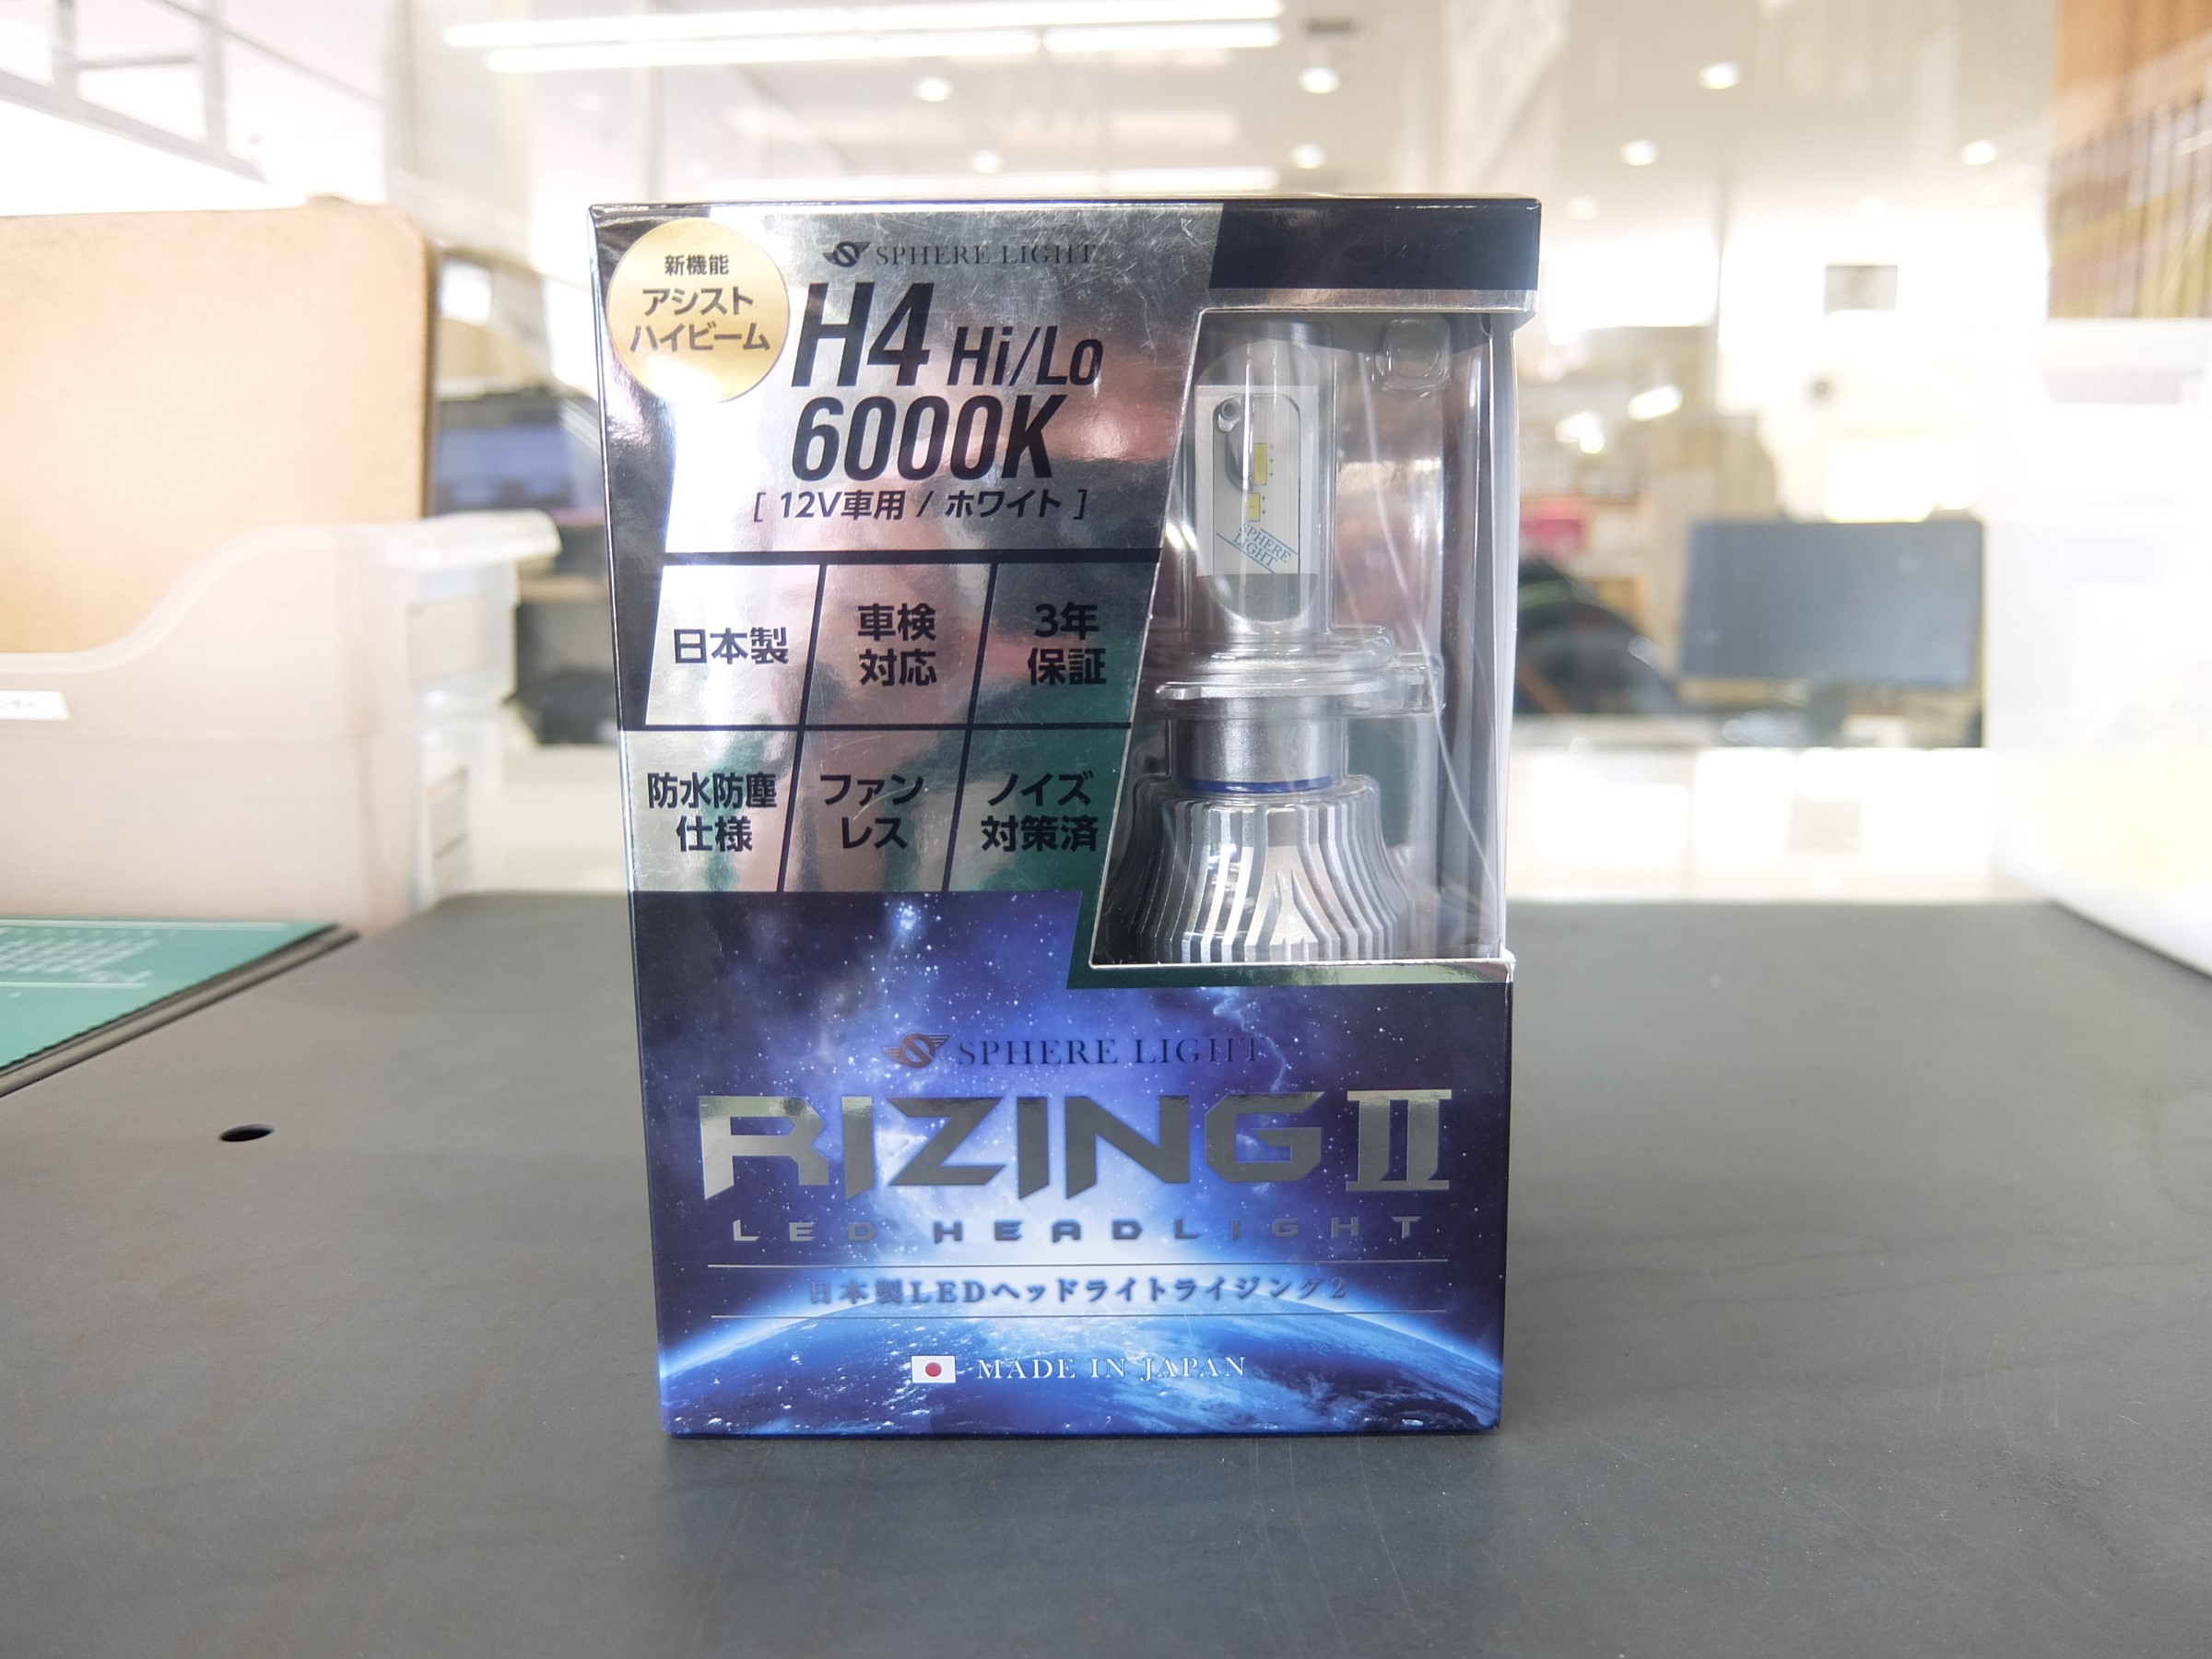 新機能
アシスト
ハイビーム
SPHERE LIGHT
H4 Hi/Lo
6000K
[ 12V車用 / ホワイト ]
日本製
車検
対応
3年
保証
防水防塵
仕様
ファン
レス
ノイズ
対策済
SPHERE
LIGHT
SPHERE LIGHT
RIZING II
LED HEADLIGHT
日本製LEDヘッドライトライジング2
MADE IN JAPAN